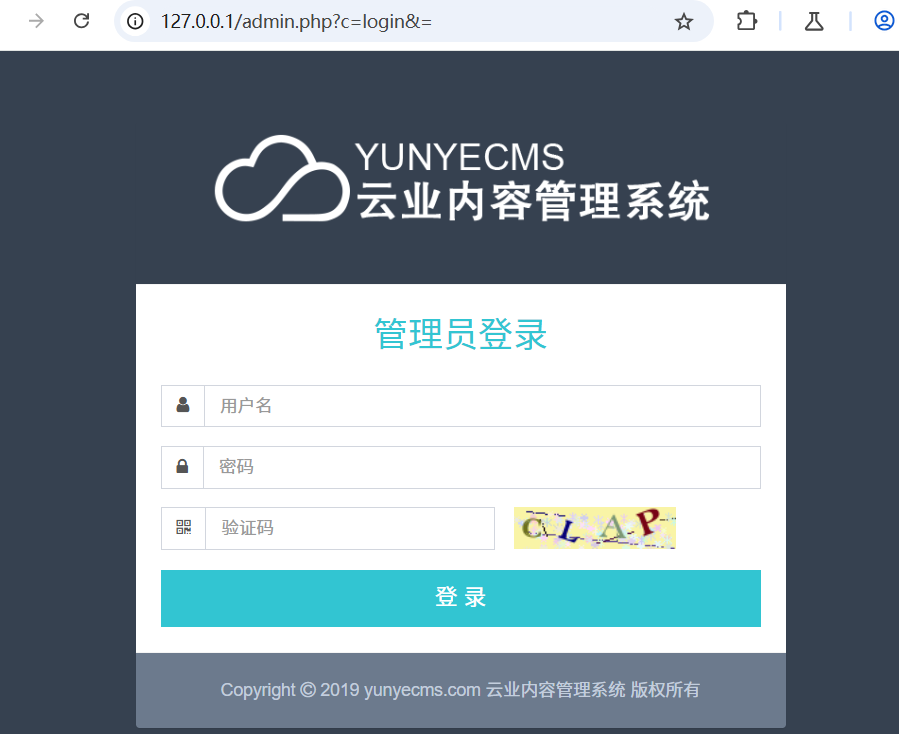 127.0.0.1/admin.php?c=login&=
YUNYECMS
云业内容管理系统
管理员登录
用户名
密码
验证码
CLAP
登 录
Copyright © 2019 yunyecms.com 云业内容管理系统 版权所有